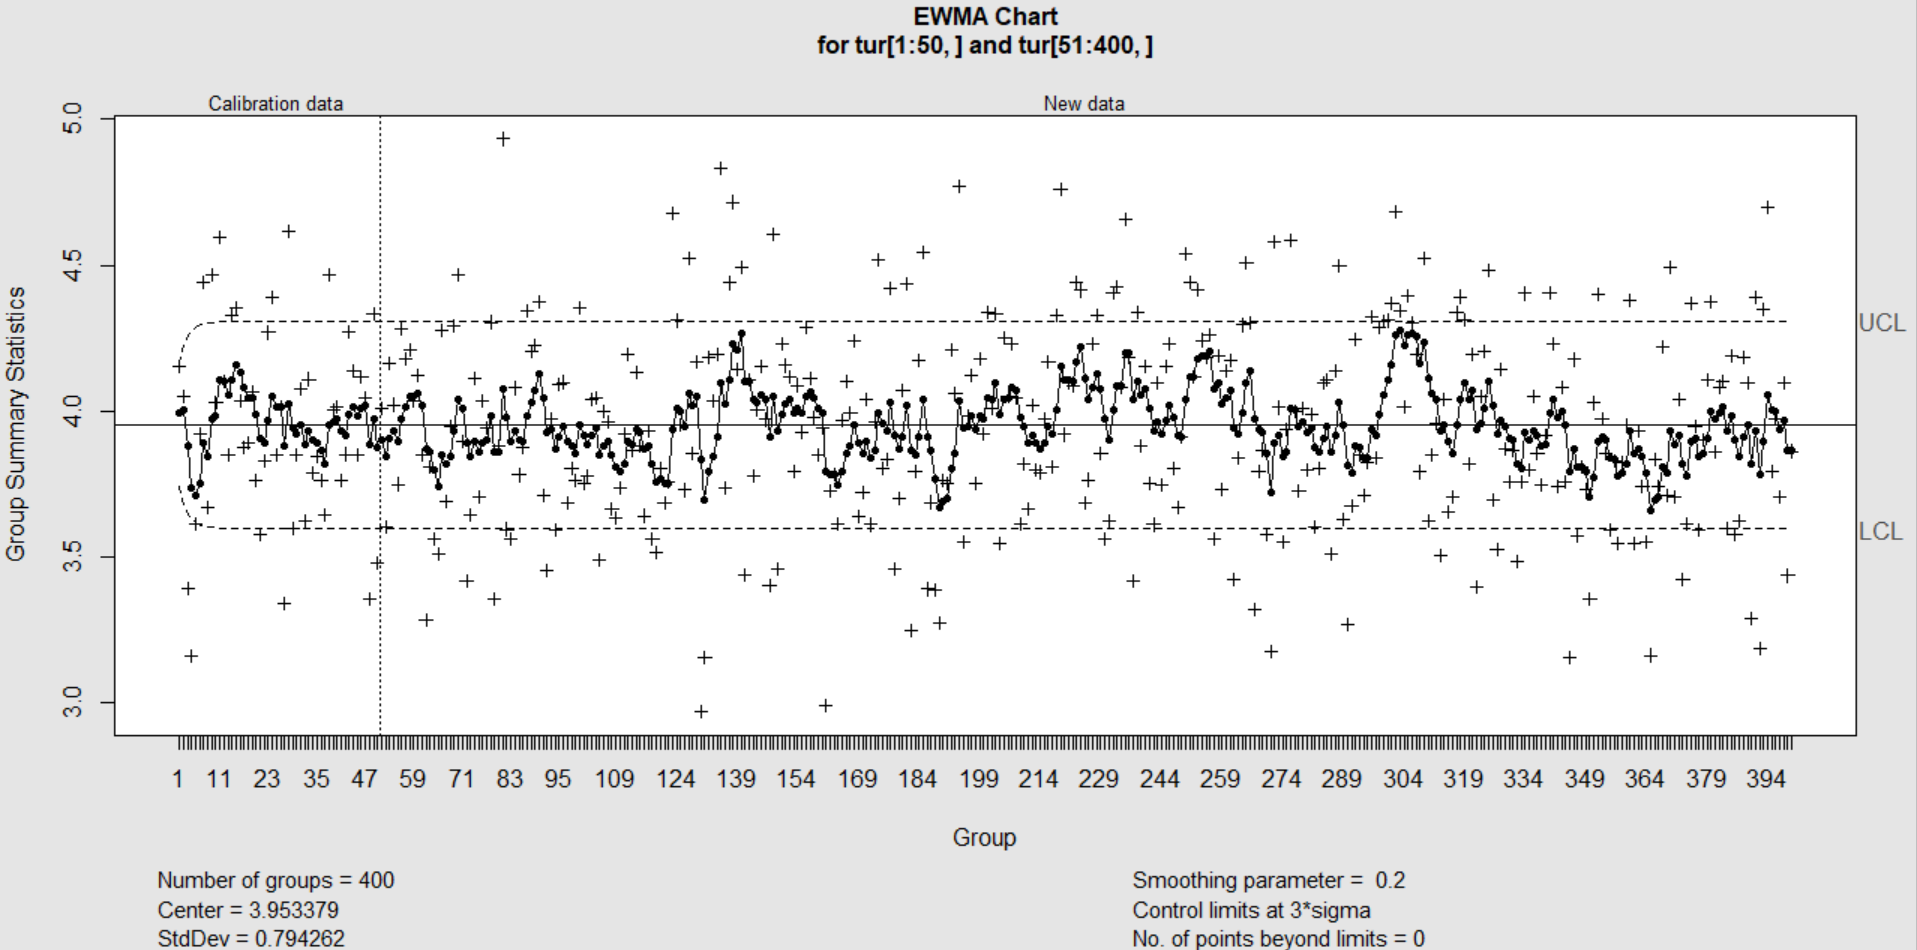 EWMA Chart
for tur[1:50, ] and tur[51:400, ]
Calibration data
New data
Group Summary Statistics
5.0
4.5
4.0
3.5
3.0
UCL
LCL
1 11 23 35 47 59 71 83 95 109 124 139 154 169 184 199 214 229 244 259 274 289 304 319 334 349 364 379 394
Group
Number of groups = 400
Center = 3.953379
StdDev = 0.794262
Smoothing parameter = 0.2
Control limits at 3*sigma
No. of points beyond limits = 0